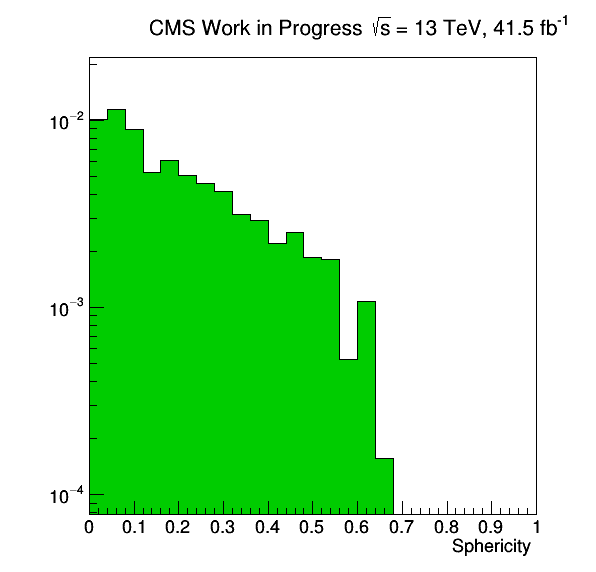 CMS Work in Progress √s = 13 TeV, 41.5 fb⁻¹
10⁻²
10⁻³
10⁻⁴
0 0.1 0.2 0.3 0.4 0.5 0.6 0.7 0.8 0.9 1
Sphericity